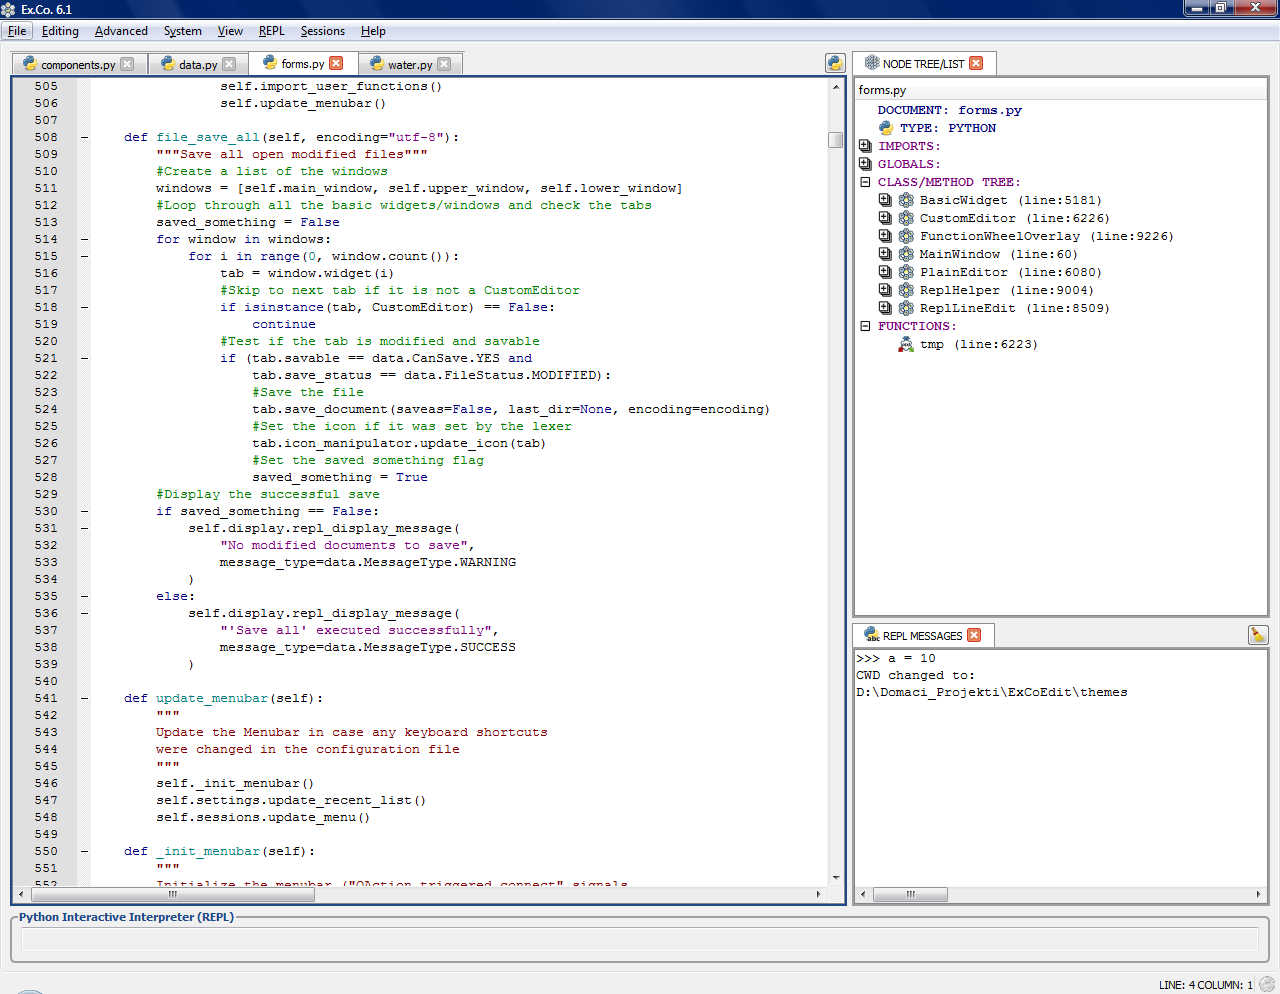 Ex.Co. 6.1
File Editing Advanced System View REPL Sessions Help
components.py data.py forms.py water.py
505 self.import_user_functions()
506 self.update_menubar()
507
508 def file_save_all(self, encoding="utf-8"):
509 """Save all open modified files"""
510 #Create a list of the windows
511 windows = [self.main_window, self.upper_window, self.lower_window]
512 #Loop through all the basic widgets/windows and check the tabs
513 saved_something = False
514 for window in windows:
515 for i in range(0, window.count()):
516 tab = window.widget(i)
517 #Skip to next tab if it is not a CustomEditor
518 if isinstance(tab, CustomEditor) == False:
519 continue
520 #Test if the tab is modified and savable
521 if (tab.savable == data.CanSave.YES and
522 tab.save_status == data.FileStatus.MODIFIED):
523 #Save the file
524 tab.save_document(saveas=False, last_dir=None, encoding=encoding)
525 #Set the icon if it was set by the lexer
526 tab.icon_manipulator.update_icon(tab)
527 #Set the saved something flag
528 saved_something = True
529 #Display the successful save
530 if saved_something == False:
531 self.display.repl_display_message(
532 "No modified documents to save",
533 message_type=data.MessageType.WARNING
534 )
535 else:
536 self.display.repl_display_message(
537 "'Save all' executed successfully",
538 message_type=data.MessageType.SUCCESS
539 )
540
541 def update_menubar(self):
542 """
543 Update the Menubar in case any keyboard shortcuts
544 were changed in the configuration file
545 """
546 self._init_menubar()
547 self.settings.update_recent_list()
548 self.sessions.update_menu()
549
550 def _init_menubar(self):
551 """
552 Initialize the menubar ("QAction.triggered.connect" signals
NODE TREE/LIST
forms.py
DOCUMENT: forms.py
TYPE: PYTHON
IMPORTS:
GLOBALS:
CLASS/METHOD TREE:
BasicWidget (line:5181)
CustomEditor (line:6226)
FunctionWheelOverlay (line:9226)
MainWindow (line:60)
PlainEditor (line:6080)
ReplHelper (line:9004)
ReplLineEdit (line:8509)
FUNCTIONS:
tmp (line:6223)
REPL MESSAGES
>>> a = 10
CWD changed to:
D:\Domaci_Projekti\ExCoEdit\themes
Python Interactive Interpreter (REPL)
LINE: 4 COLUMN: 1